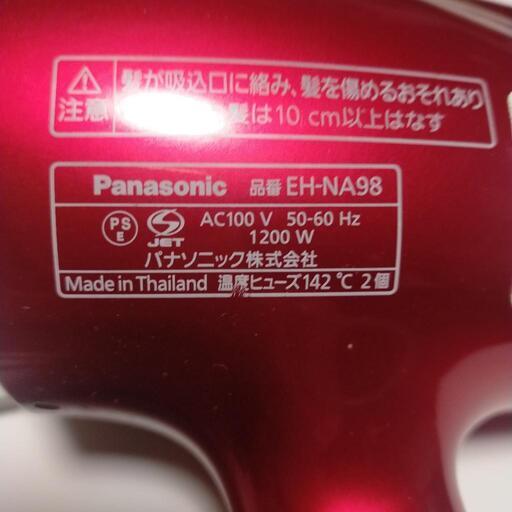 注意
髪が吸込口に絡み、髪を傷めるおそれあり
髪は10 cm以上はなす
Panasonic 品番 EH-NA98
PS
E
JET
AC100 V 50-60 Hz
1200 W
パナソニック株式会社
Made in Thailand 温度ヒューズ142 ℃ 2個